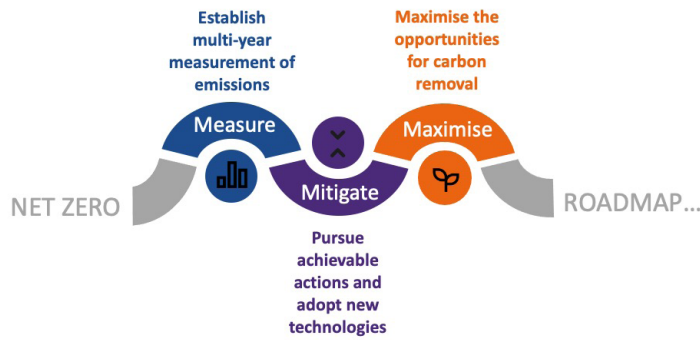 Establish
multi-year
measurement of
emissions
Maximise the
opportunities
for carbon
removal
Measure
Maximise
Mitigate
NET ZERO
ROADMAP...
Pursue
achievable
actions and
adopt new
technologies